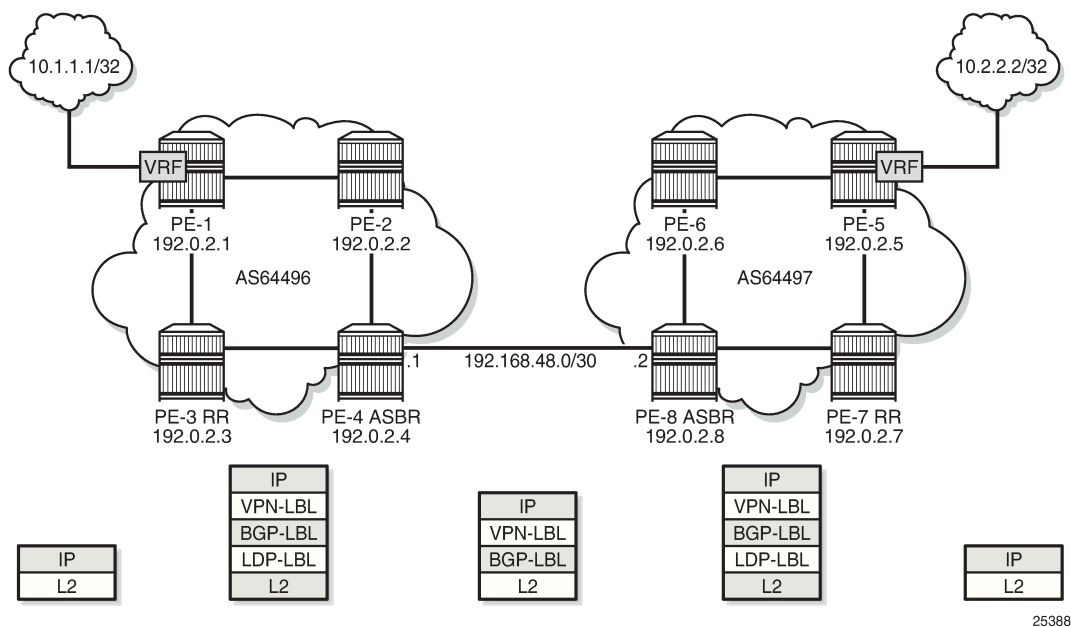 10.1.1.1/32
10.2.2.2/32
VRF
VRF
PE-1
192.0.2.1
PE-2
192.0.2.2
PE-6
192.0.2.6
PE-5
192.0.2.5
AS64496
AS64497
.1
192.168.48.0/30
.2
PE-3 RR
192.0.2.3
PE-4 ASBR
192.0.2.4
PE-8 ASBR
192.0.2.8
PE-7 RR
192.0.2.7
IP
L2
IP
VPN-LBL
BGP-LBL
LDP-LBL
L2
IP
VPN-LBL
BGP-LBL
L2
IP
VPN-LBL
BGP-LBL
LDP-LBL
L2
IP
L2
25388